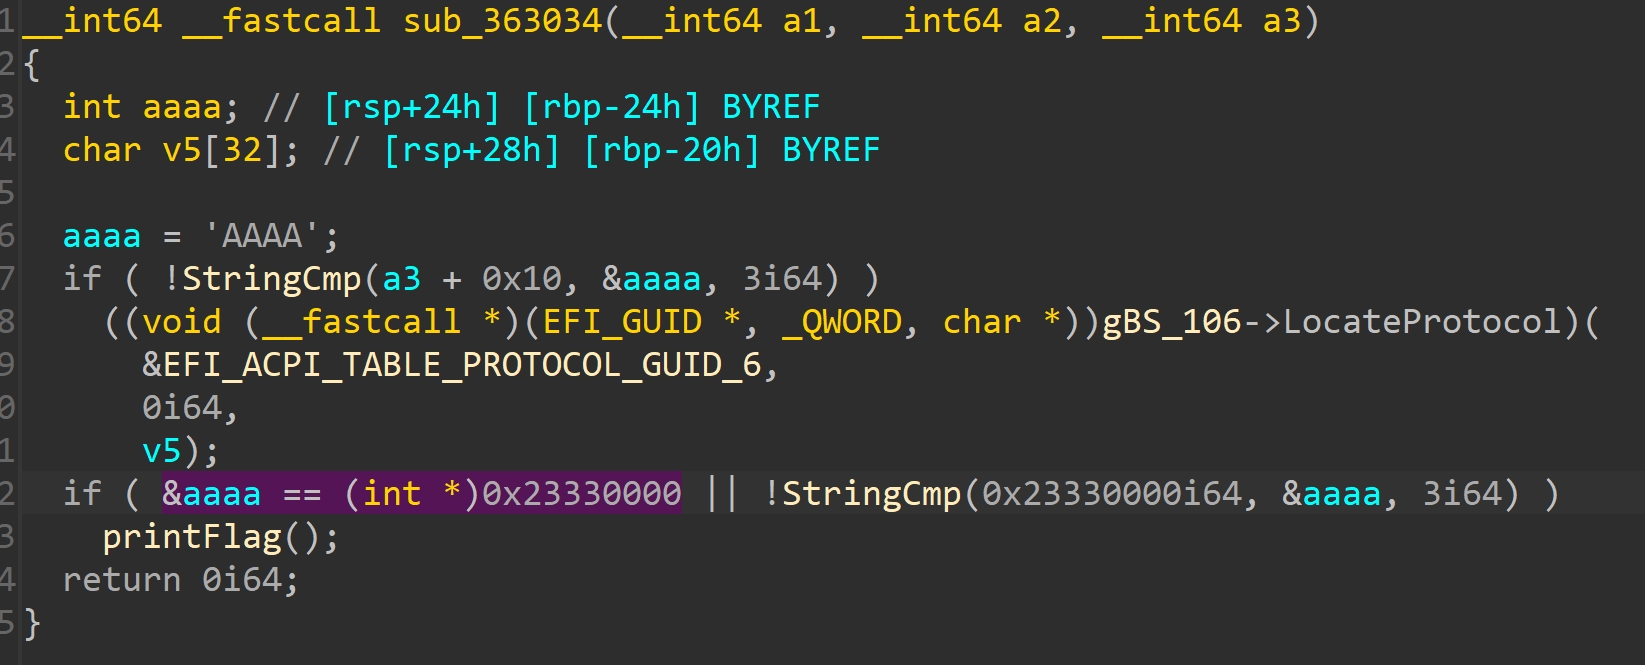 1 __int64 __fastcall sub_363034(__int64 a1, __int64 a2, __int64 a3)
2 {
3   int aaaa; // [rsp+24h] [rbp-24h] BYREF
4   char v5[32]; // [rsp+28h] [rbp-20h] BYREF
5
6   aaaa = 'AAAA';
7   if ( !StringCmp(a3 + 0x10, &aaaa, 3i64) )
8     ((void (__fastcall *)(EFI_GUID *, _QWORD, char *))gBS_106->LocateProtocol)(
9       &EFI_ACPI_TABLE_PROTOCOL_GUID_6,
0       0i64,
1       v5);
2   if ( &aaaa == (int *)0x23330000 || !StringCmp(0x23330000i64, &aaaa, 3i64) )
3     printFlag();
4   return 0i64;
5 }